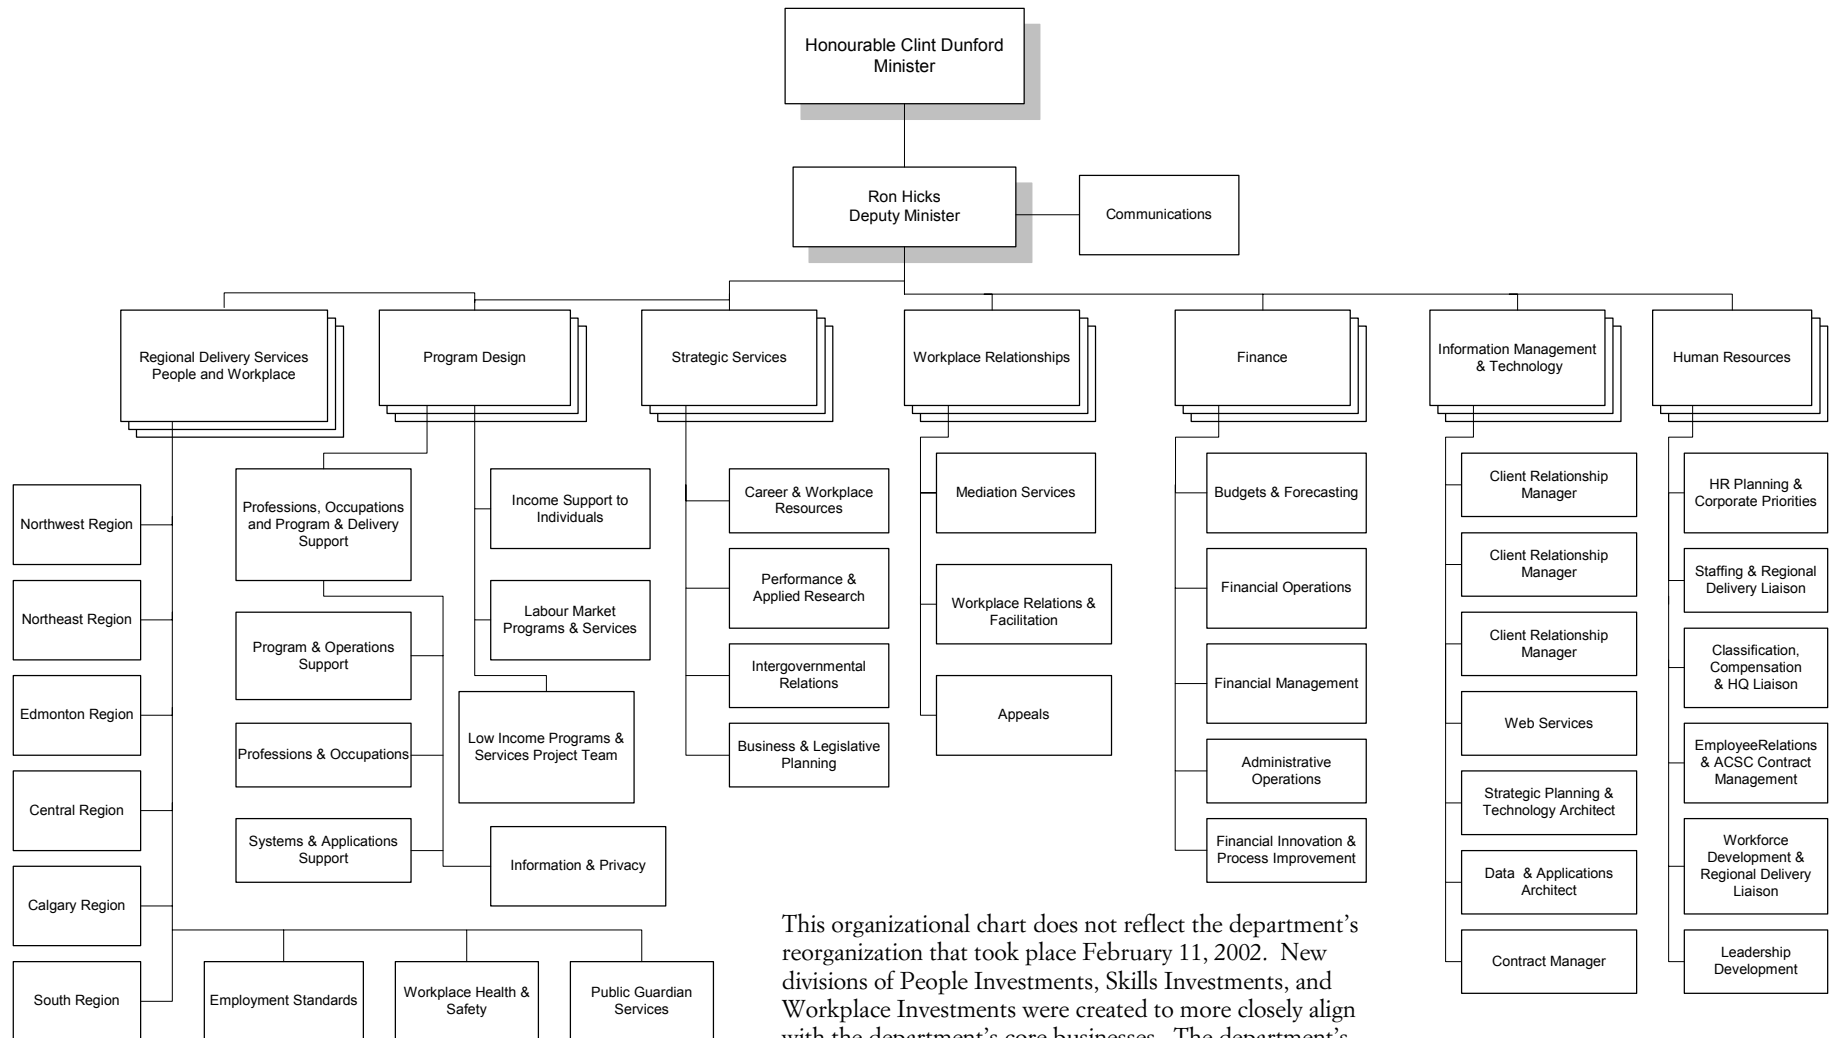 Honourable Clint Dunford
Minister
Ron Hicks
Deputy Minister
Communications
Regional Delivery Services
People and Workplace
Program Design
Strategic Services
Workplace Relationships
Finance
Information Management
& Technology
Human Resources
Northwest Region
Northeast Region
Edmonton Region
Central Region
Calgary Region
South Region
Employment Standards
Workplace Health &
Safety
Public Guardian
Services
Professions, Occupations
and Program & Delivery
Support
Program & Operations
Support
Professions & Occupations
Systems & Applications
Support
Information & Privacy
Income Support to
Individuals
Labour Market
Programs & Services
Low Income Programs &
Services Project Team
Career & Workplace
Resources
Performance &
Applied Research
Intergovernmental
Relations
Business & Legislative
Planning
Mediation Services
Workplace Relations &
Facilitation
Appeals
Budgets & Forecasting
Financial Operations
Financial Management
Administrative
Operations
Financial Innovation &
Process Improvement
Client Relationship
Manager
Client Relationship
Manager
Client Relationship
Manager
Web Services
Strategic Planning &
Technology Architect
Data & Applications
Architect
Contract Manager
HR Planning &
Corporate Priorities
Staffing & Regional
Delivery Liaison
Classification,
Compensation
& HQ Liaison
EmployeeRelations
& ACSC Contract
Management
Workforce
Development &
Regional Delivery
Liaison
Leadership
Development
This organizational chart does not reflect the department's
reorganization that took place February 11, 2002. New
divisions of People Investments, Skills Investments, and
Workplace Investments were created to more closely align
with the department's core businesses. The department's